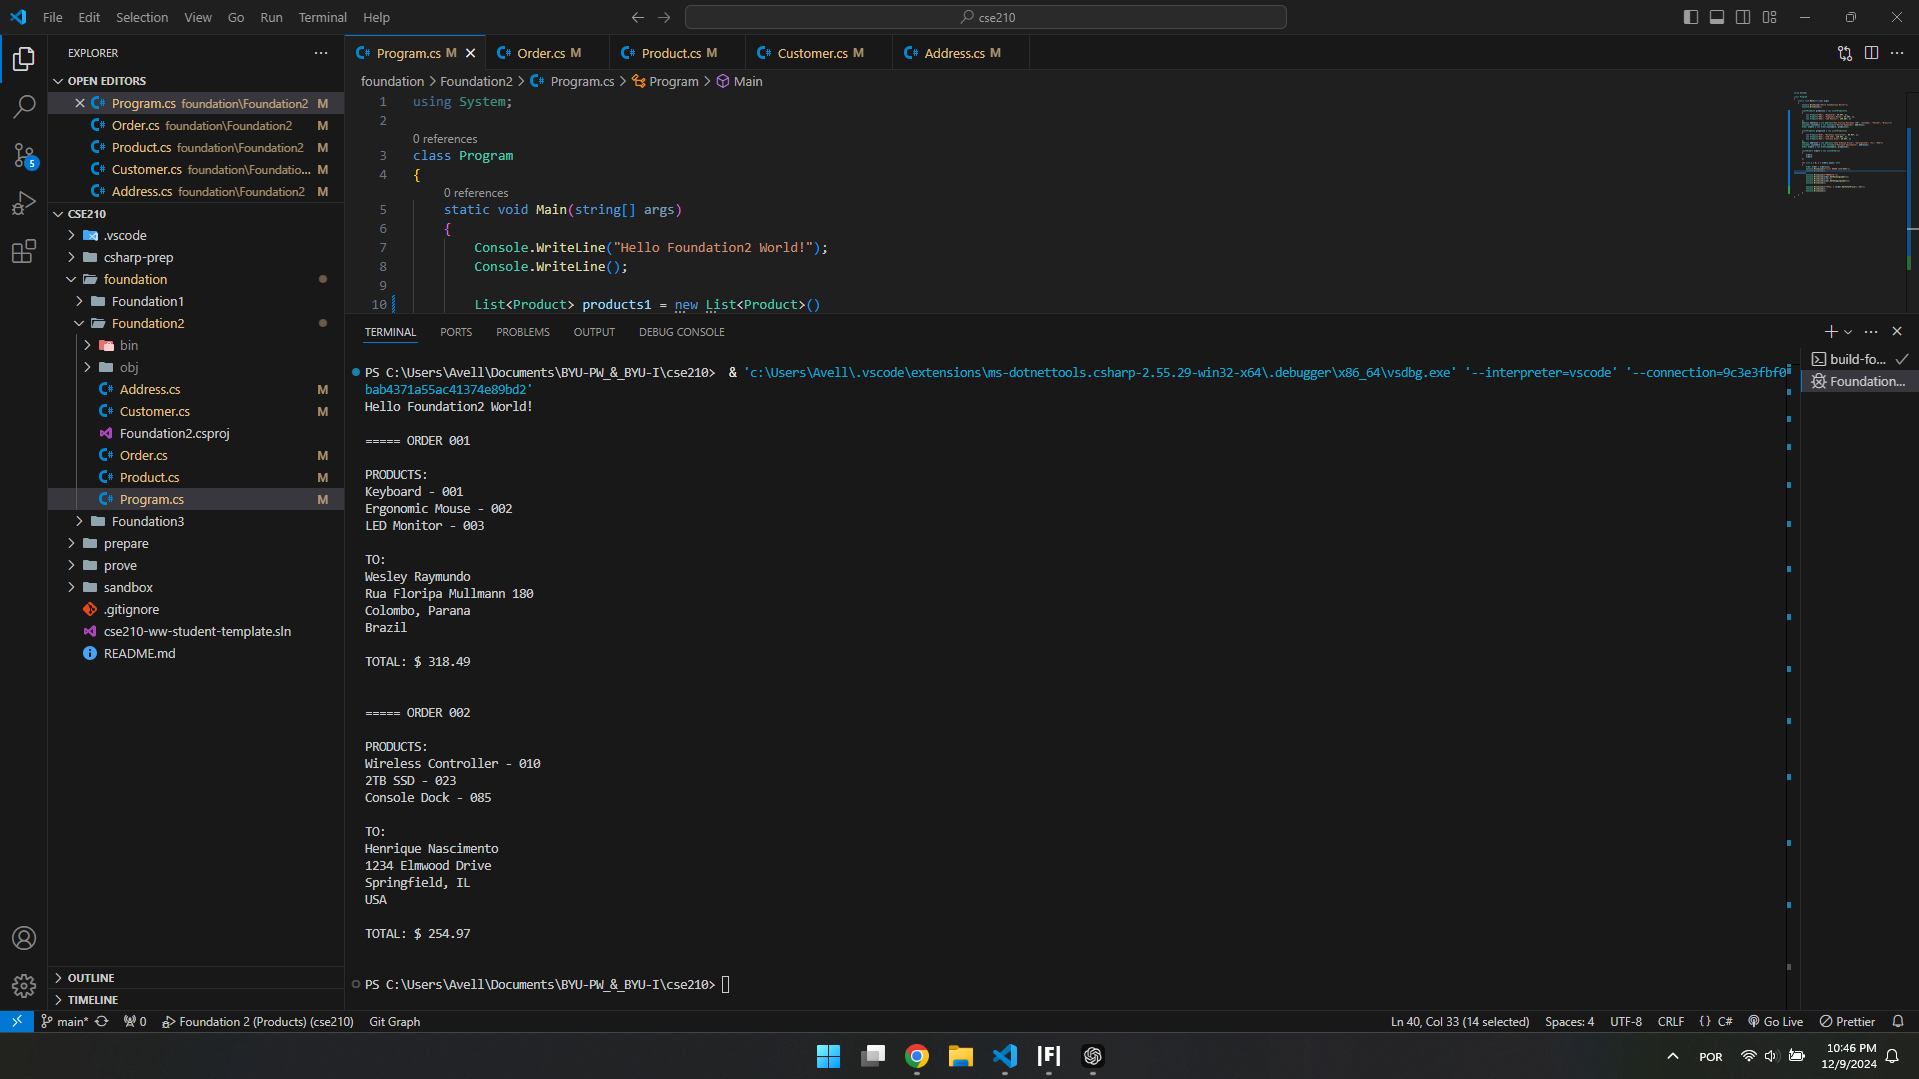 File Edit Selection View Go Run Terminal Help
cse210
EXPLORER
OPEN EDITORS
Program.cs foundation\Foundation2 M
Order.cs foundation\Foundation2 M
Product.cs foundation\Foundation2 M
Customer.cs foundation\Foundatio... M
Address.cs foundation\Foundation2 M
CSE210
.vscode
csharp-prep
foundation
Foundation1
Foundation2
bin
obj
Address.cs M
Customer.cs M
Foundation2.csproj
Order.cs M
Product.cs M
Program.cs M
Foundation3
prepare
prove
sandbox
.gitignore
cse210-ww-student-template.sln
README.md
OUTLINE
TIMELINE
5
Program.cs M Order.cs M Product.cs M Customer.cs M Address.cs M
foundation > Foundation2 > Program.cs > Program > Main
1 using System;
2
0 references
3 class Program
4 {
0 references
5 static void Main(string[] args)
6 {
7 Console.WriteLine("Hello Foundation2 World!");
8 Console.WriteLine();
9
10 List<Product> products1 = new List<Product>()
TERMINAL PORTS PROBLEMS OUTPUT DEBUG CONSOLE
build-fo...
Foundation...
PS C:\Users\Avell\Documents\BYU-PW_&_BYU-I\cse210> & 'c:\Users\Avell\.vscode\extensions\ms-dotnettools.csharp-2.55.29-win32-x64\.debugger\x86_64\vsdbg.exe' '--interpreter=vscode' '--connection=9c3e3fbf0
bab4371a55ac41374e89bd2'
Hello Foundation2 World!
===== ORDER 001
PRODUCTS:
Keyboard - 001
Ergonomic Mouse - 002
LED Monitor - 003
TO:
Wesley Raymundo
Rua Floripa Mullmann 180
Colombo, Parana
Brazil
TOTAL: $ 318.49
===== ORDER 002
PRODUCTS:
Wireless Controller - 010
2TB SSD - 023
Console Dock - 085
TO:
Henrique Nascimento
1234 Elmwood Drive
Springfield, IL
USA
TOTAL: $ 254.97
PS C:\Users\Avell\Documents\BYU-PW_&_BYU-I\cse210>
main* 0 Foundation 2 (Products) (cse210) Git Graph Ln 40, Col 33 (14 selected) Spaces: 4 UTF-8 CRLF {} C# Go Live Prettier
|F|
POR
10:46 PM
12/9/2024